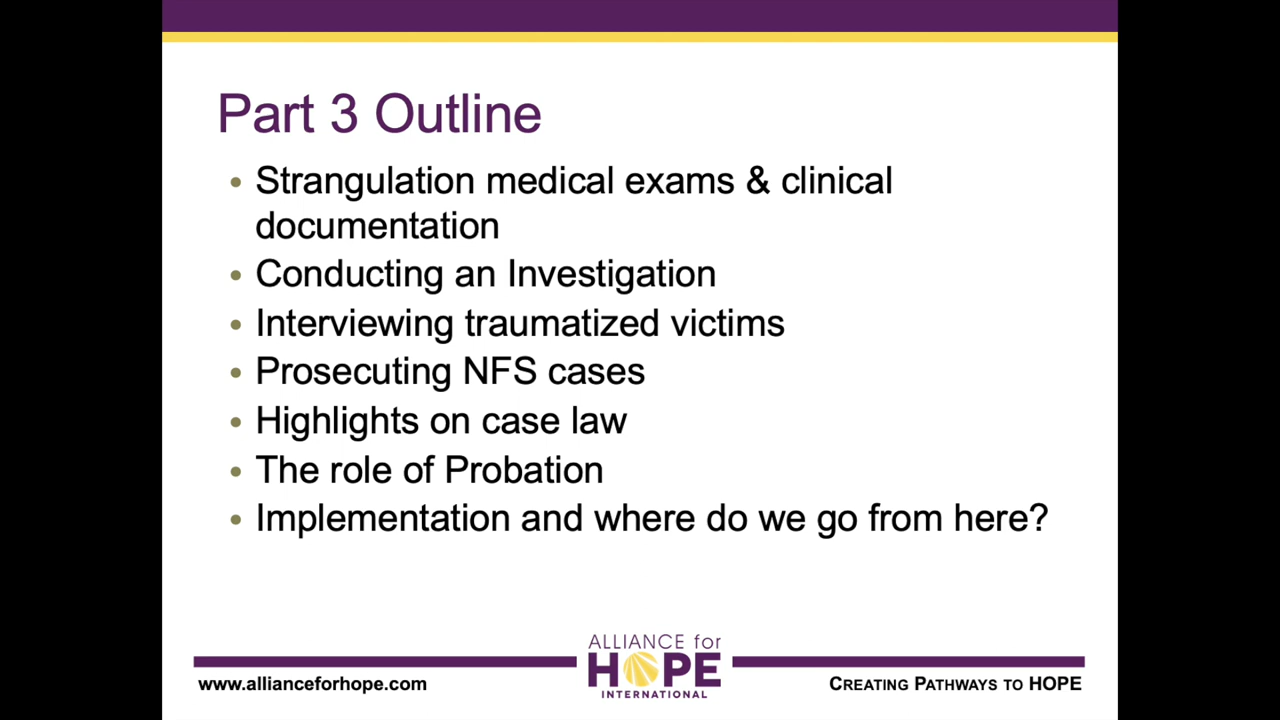 Part 3 Outline
• Strangulation medical exams & clinical
documentation
• Conducting an Investigation
• Interviewing traumatized victims
• Prosecuting NFS cases
• Highlights on case law
• The role of Probation
• Implementation and where do we go from here?
www.allianceforhope.com
ALLIANCE for
HOPE
INTERNATIONAL
CREATING PATHWAYS TO HOPE